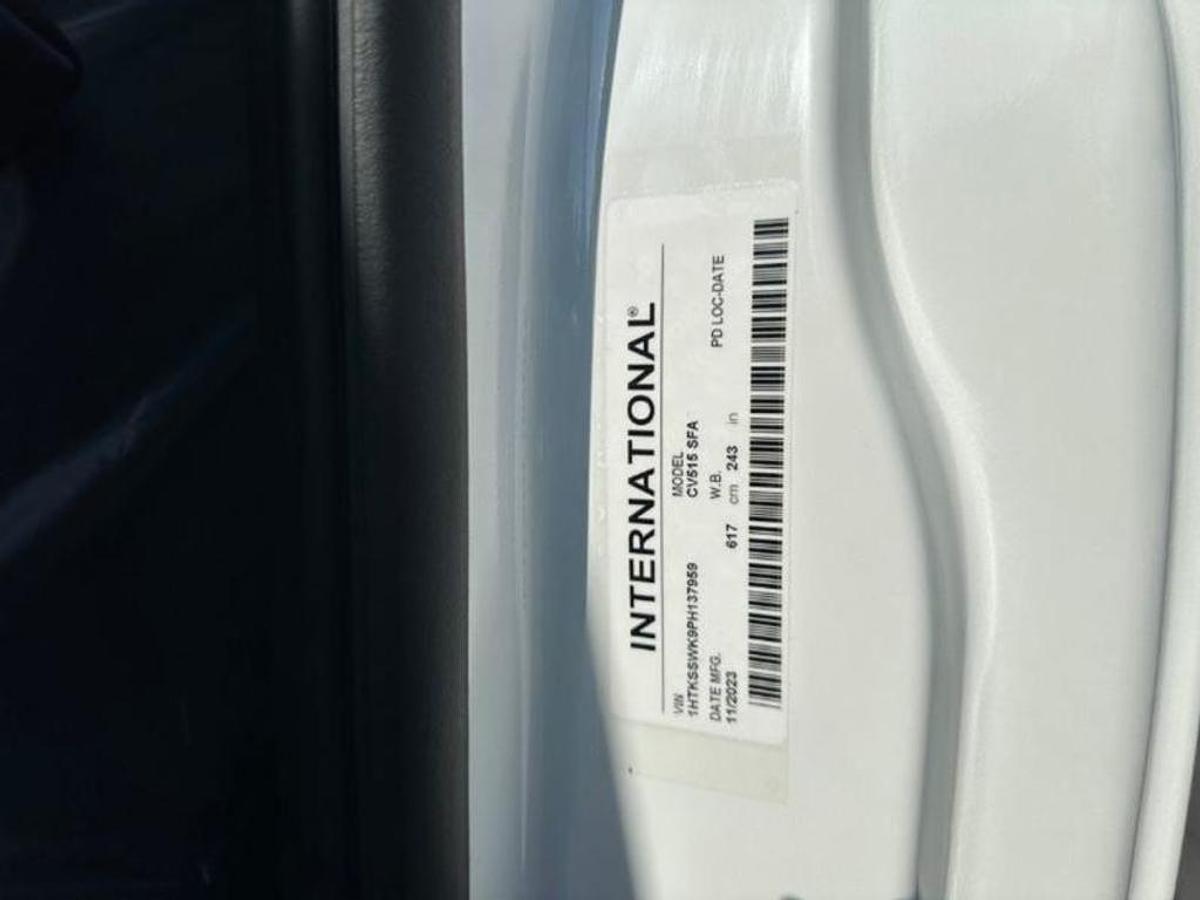 INTERNATIONAL®
VIN MODEL
1HTKSSWK9PH137959 CV515 SFA
DATE MFG. W.B. PD LOC-DATE
11/2023 617 cm 243 in